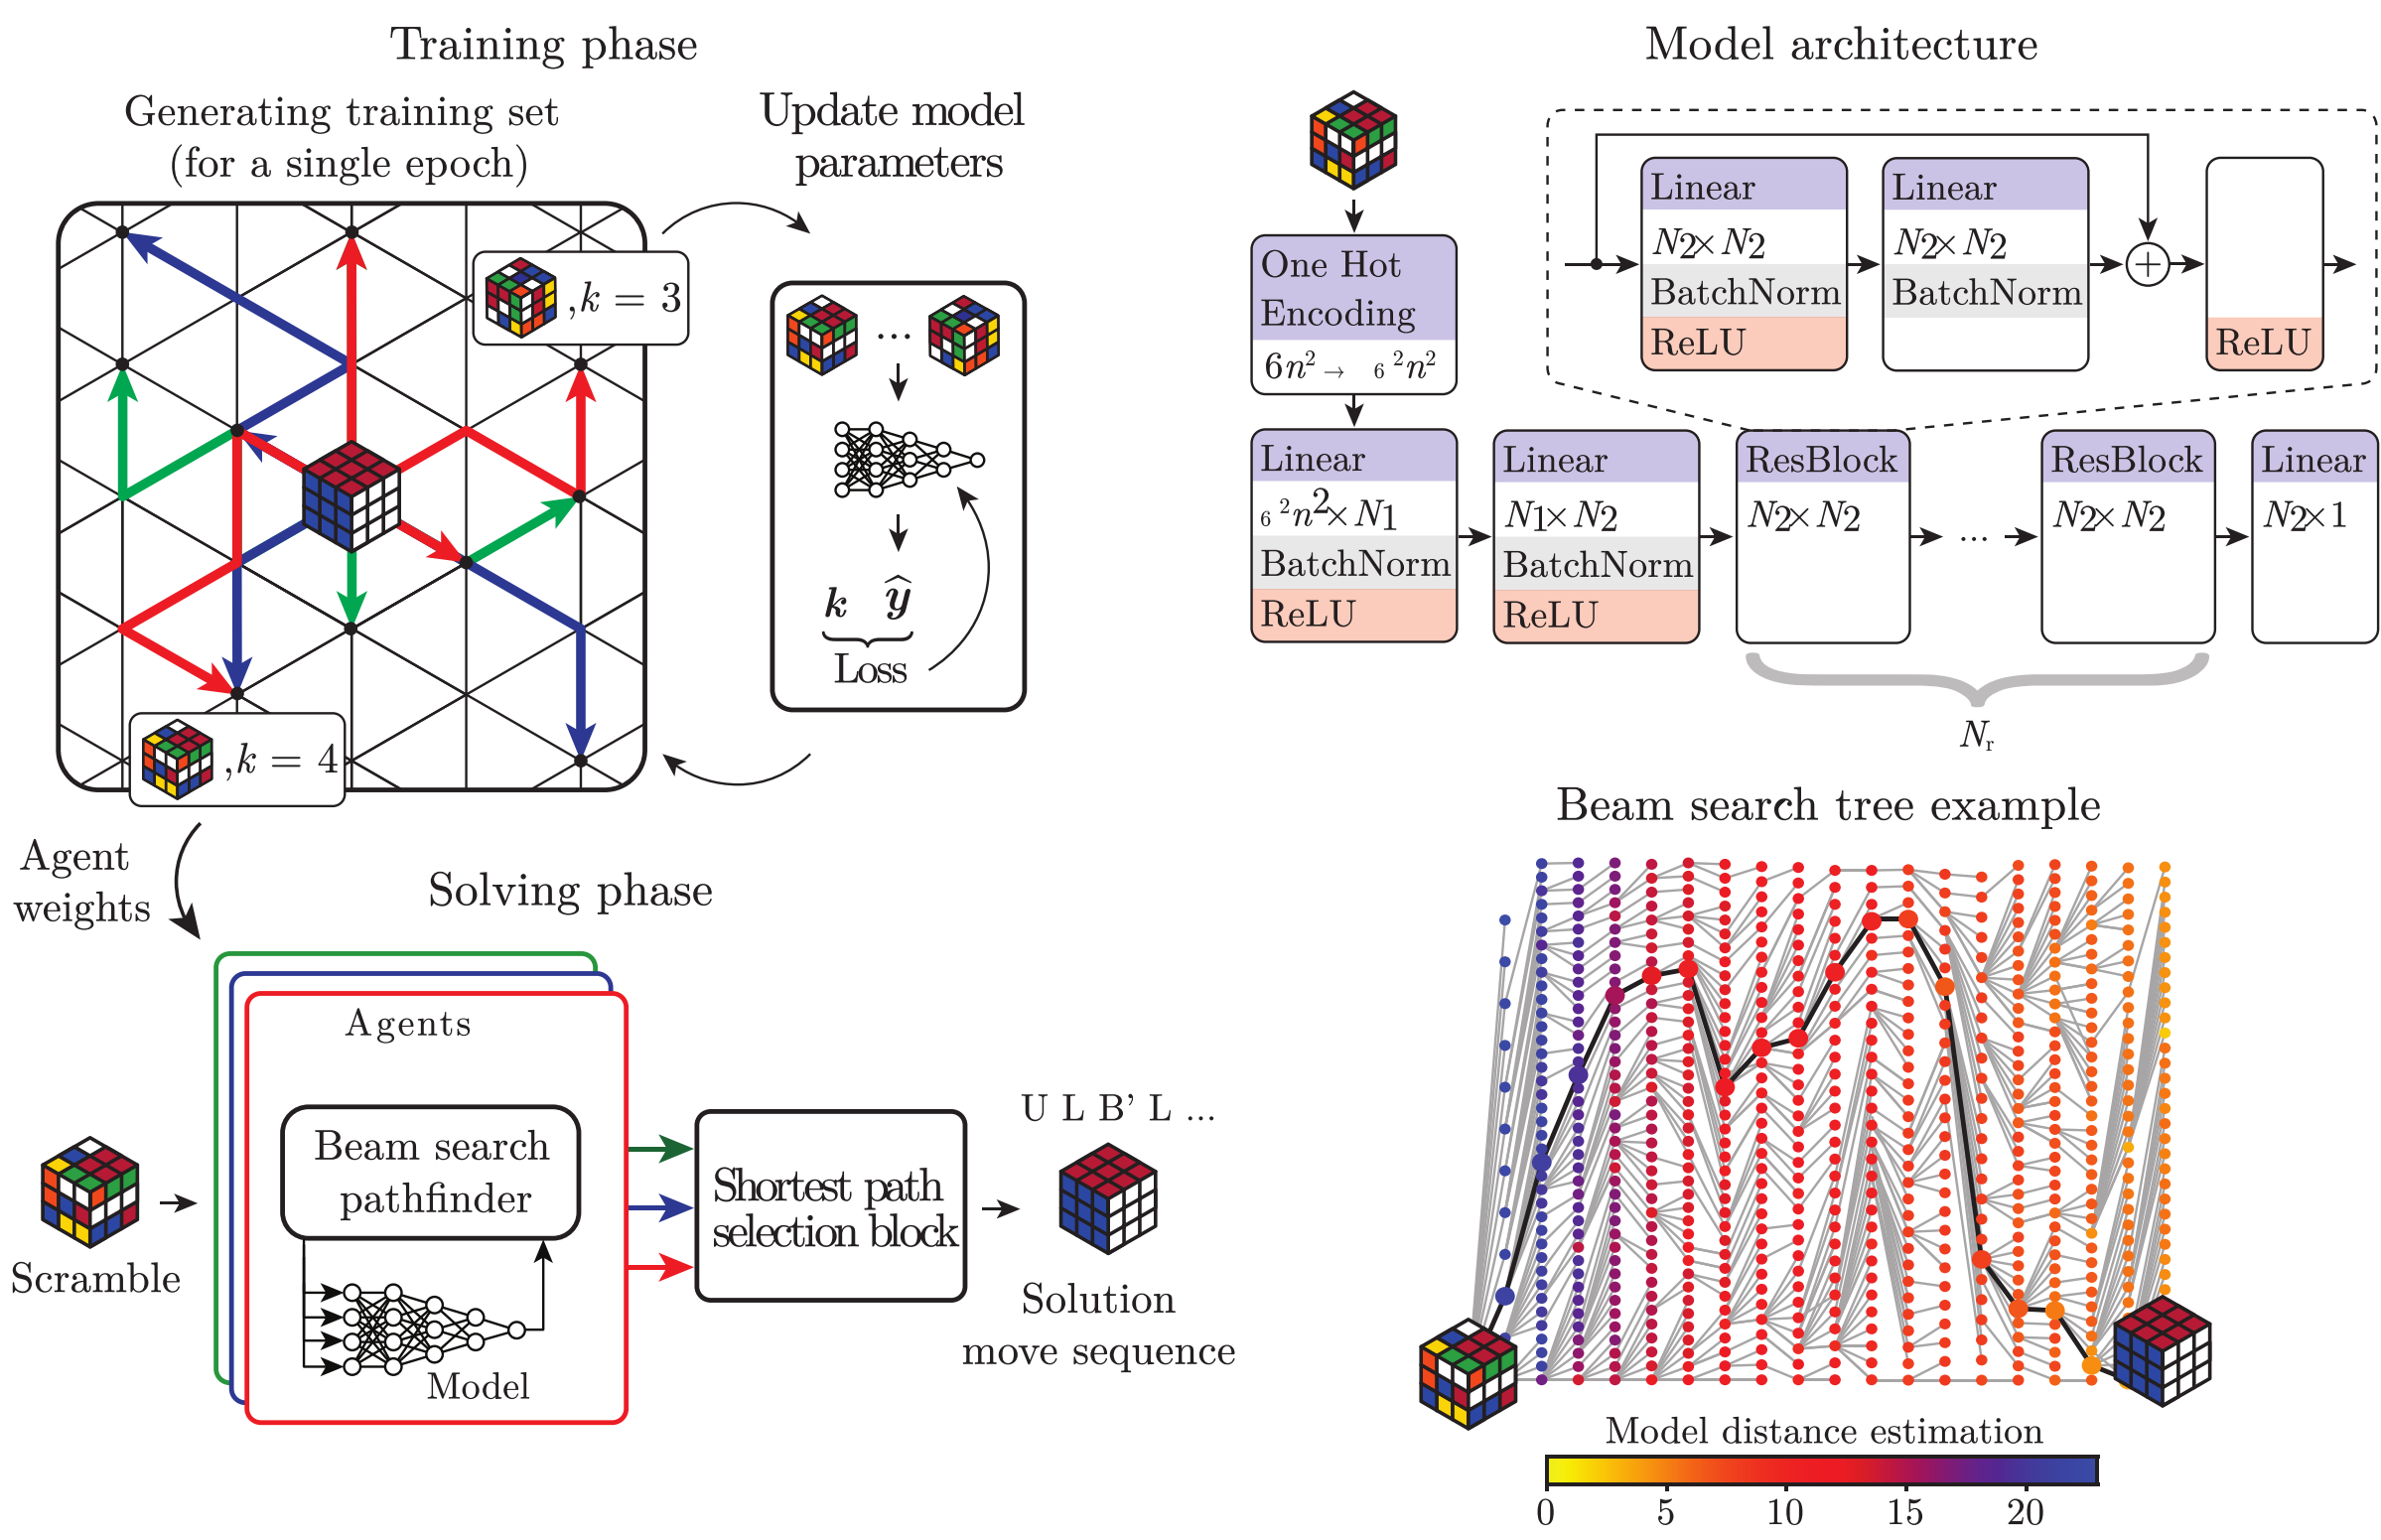 Training phase
Generating training set
(for a single epoch)
Update model
parameters
,k = 3
,k = 4
...
k ŷ
Loss
Model architecture
One Hot
Encoding
6n² → 6²n²
Linear
N2×N2
BatchNorm
ReLU
Linear
N2×N2
BatchNorm
+
ReLU
Linear
6²n²×N1
BatchNorm
ReLU
Linear
N1×N2
BatchNorm
ReLU
ResBlock
N2×N2
...
ResBlock
N2×N2
Linear
N2×1
Nr
Agent
weights
Solving phase
Agents
Beam search
pathfinder
Model
Scramble
Shortest path
selection block
U L B’ L ...
Solution
move sequence
Beam search tree example
Model distance estimation
0 5 10 15 20